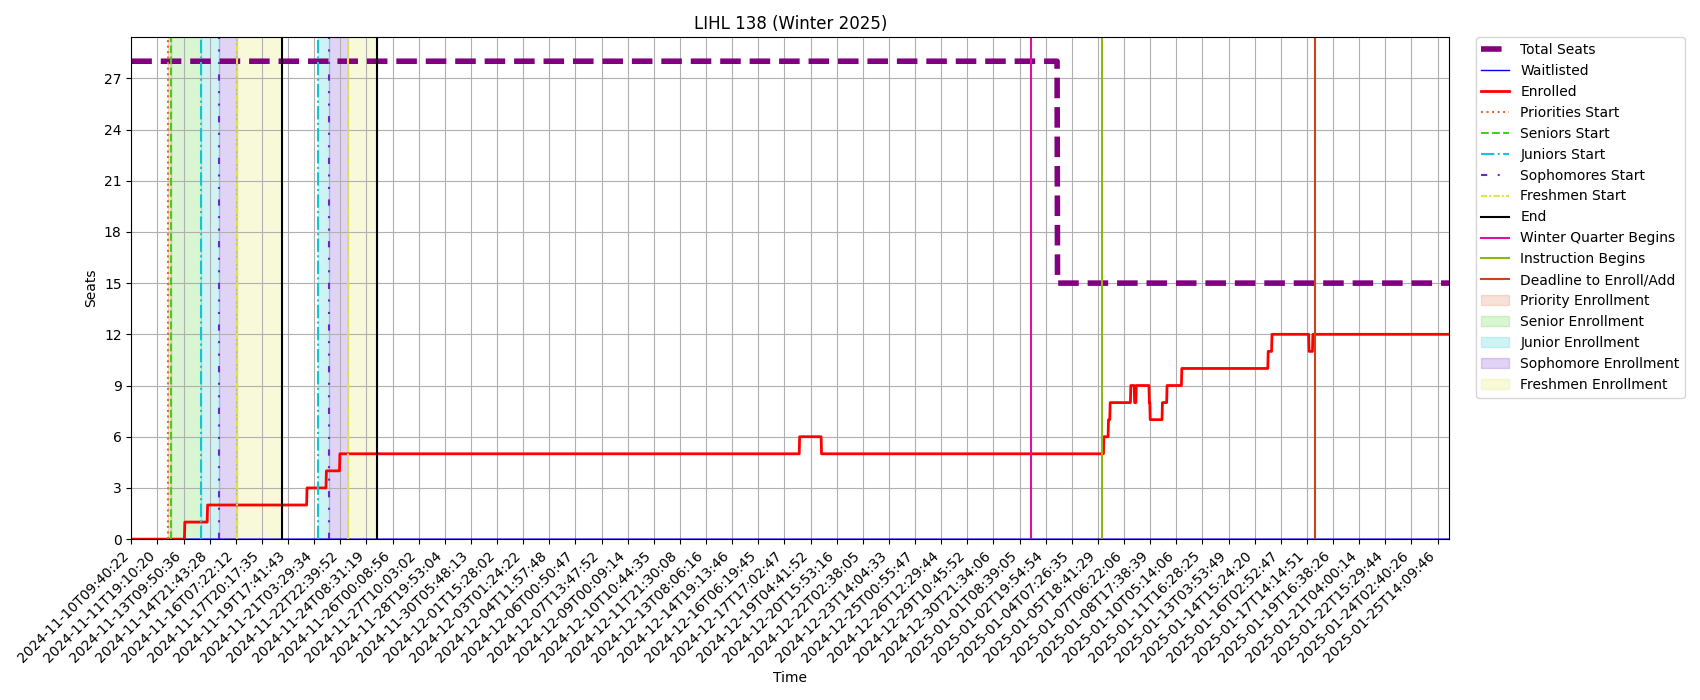 LIHL 138 (Winter 2025)
Seats
27
24
21
18
15
12
9
6
3
0
2024-11-10T09:40:22
2024-11-11T19:10:20
2024-11-13T09:50:36
2024-11-14T21:43:28
2024-11-16T07:22:12
2024-11-17T20:17:35
2024-11-19T17:41:43
2024-11-21T03:29:34
2024-11-22T22:39:52
2024-11-24T08:31:19
2024-11-26T00:08:56
2024-11-27T10:03:02
2024-11-28T19:53:04
2024-11-30T05:48:13
2024-12-01T15:28:02
2024-12-03T01:24:22
2024-12-04T11:57:48
2024-12-06T00:50:47
2024-12-07T13:47:52
2024-12-09T00:09:14
2024-12-10T10:44:35
2024-12-11T21:30:08
2024-12-13T08:06:16
2024-12-14T19:13:46
2024-12-16T06:19:45
2024-12-17T17:02:47
2024-12-19T04:41:52
2024-12-20T15:53:16
2024-12-22T02:38:05
2024-12-23T14:04:33
2024-12-25T00:55:47
2024-12-26T12:29:44
2024-12-29T10:45:52
2024-12-30T21:34:06
2025-01-01T08:39:05
2025-01-02T19:54:54
2025-01-04T07:26:35
2025-01-05T18:41:29
2025-01-07T06:22:06
2025-01-08T17:38:39
2025-01-10T05:14:06
2025-01-11T16:28:25
2025-01-13T03:53:49
2025-01-14T15:24:20
2025-01-16T02:52:47
2025-01-17T14:14:51
2025-01-19T16:38:26
2025-01-21T04:00:14
2025-01-22T15:29:44
2025-01-24T02:40:26
2025-01-25T14:09:46
Time
Total Seats
Waitlisted
Enrolled
Priorities Start
Seniors Start
Juniors Start
Sophomores Start
Freshmen Start
End
Winter Quarter Begins
Instruction Begins
Deadline to Enroll/Add
Priority Enrollment
Senior Enrollment
Junior Enrollment
Sophomore Enrollment
Freshmen Enrollment